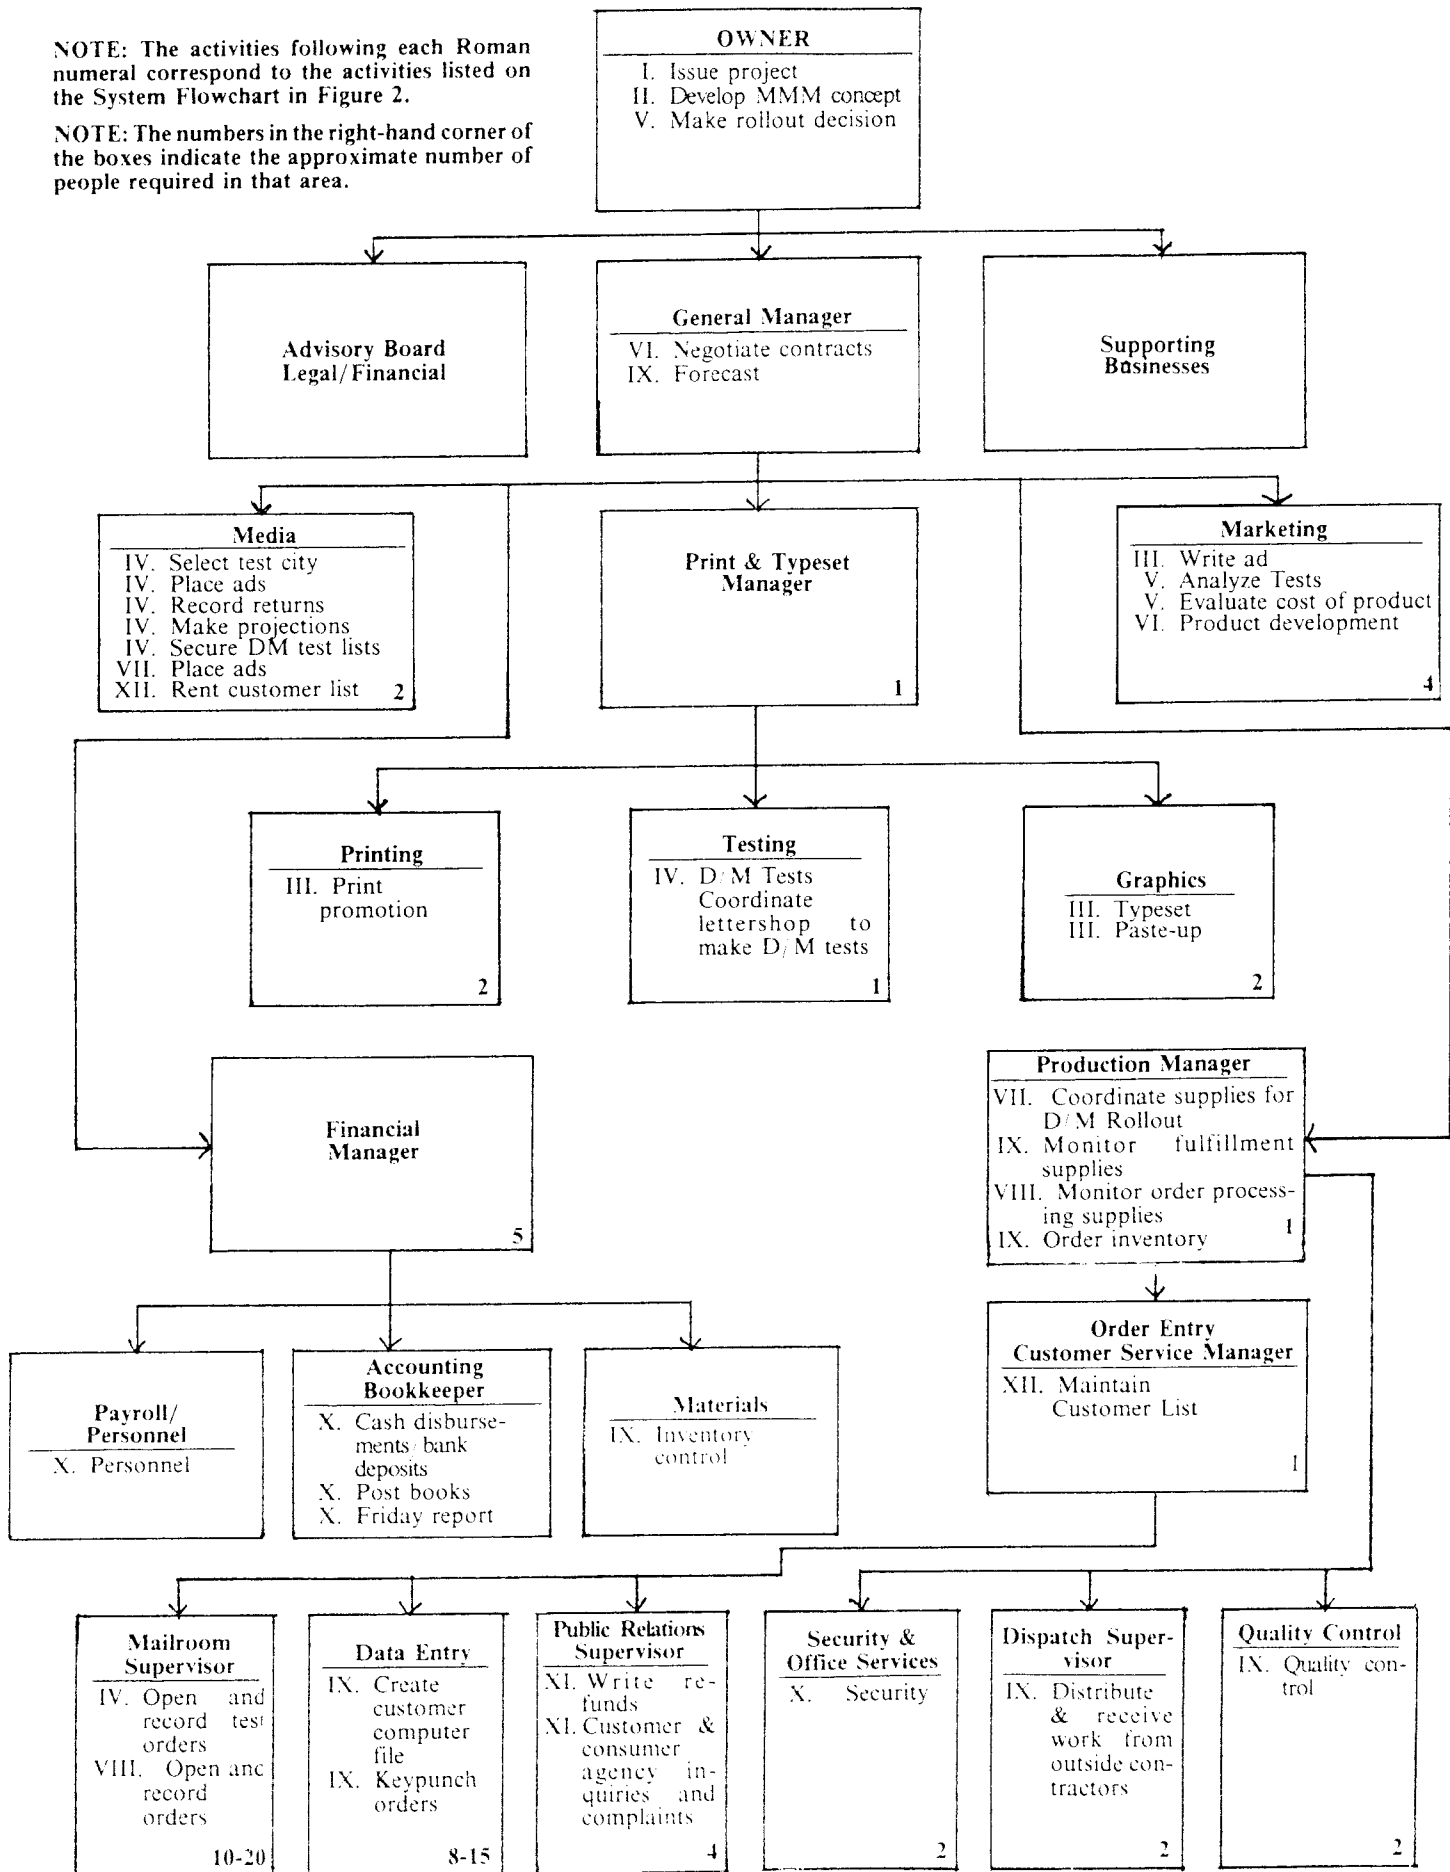 NOTE: The activities following each Roman
numeral correspond to the activities listed on
the System Flowchart in Figure 2.
NOTE: The numbers in the right-hand corner of
the boxes indicate the approximate number of
people required in that area.
OWNER
I. Issue project
II. Develop MMM concept
V. Make rollout decision
Advisory Board
Legal/Financial
General Manager
VI. Negotiate contracts
IX. Forecast
Supporting
Businesses
Media
IV. Select test city
IV. Place ads
IV. Record returns
IV. Make projections
IV. Secure DM test lists
VII. Place ads
XII. Rent customer list 2
Print & Typeset
Manager
1
Marketing
III. Write ad
V. Analyze Tests
V. Evaluate cost of product
VI. Product development
4
Printing
III. Print
promotion
2
Testing
IV. D/M Tests
Coordinate
lettershop to
make D/M tests
1
Graphics
III. Typeset
III. Paste-up
2
Financial
Manager
5
Production Manager
VII. Coordinate supplies for
D/M Rollout
IX. Monitor fulfillment
supplies
VIII. Monitor order process-
ing supplies
IX. Order inventory 1
Payroll/
Personnel
X. Personnel
Accounting
Bookkeeper
X. Cash disburse-
ments/bank
deposits
X. Post books
X. Friday report
Materials
IX. Inventory
control
Order Entry
Customer Service Manager
XII. Maintain
Customer List
1
Mailroom
Supervisor
IV. Open and
record test
orders
VIII. Open and
record
orders
10-20
Data Entry
IX. Create
customer
computer
file
IX. Keypunch
orders
8-15
Public Relations
Supervisor
XI. Write re-
funds
XI. Customer &
consumer
agency in-
quiries and
complaints
4
Security &
Office Services
X. Security
2
Dispatch Super-
visor
IX. Distribute
& receive
work from
outside con-
tractors
2
Quality Control
IX. Quality con-
trol
2